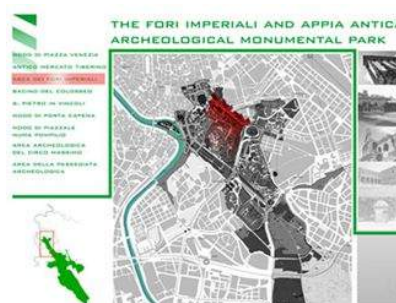 THE FORI IMPERIALI AND APPIA ANTICA
ARCHEOLOGICAL MONUMENTAL PARK
NODO DI PIAZZA VENEZIA
ANTICO MERCATO TIBERINO
AREA DEI FORI IMPERIALI
BACINO DEL COLOSSEO
S. PIETRO IN VINCOLI
NODO DI PORTA CAPENA
NODO DI PIAZZALE
NUMA POMPILIO
AREA ARCHEOLOGICA
DEL CIRCO MASSIMO
AREA DELLA PASSEGIATA
ARCHEOLOGICA